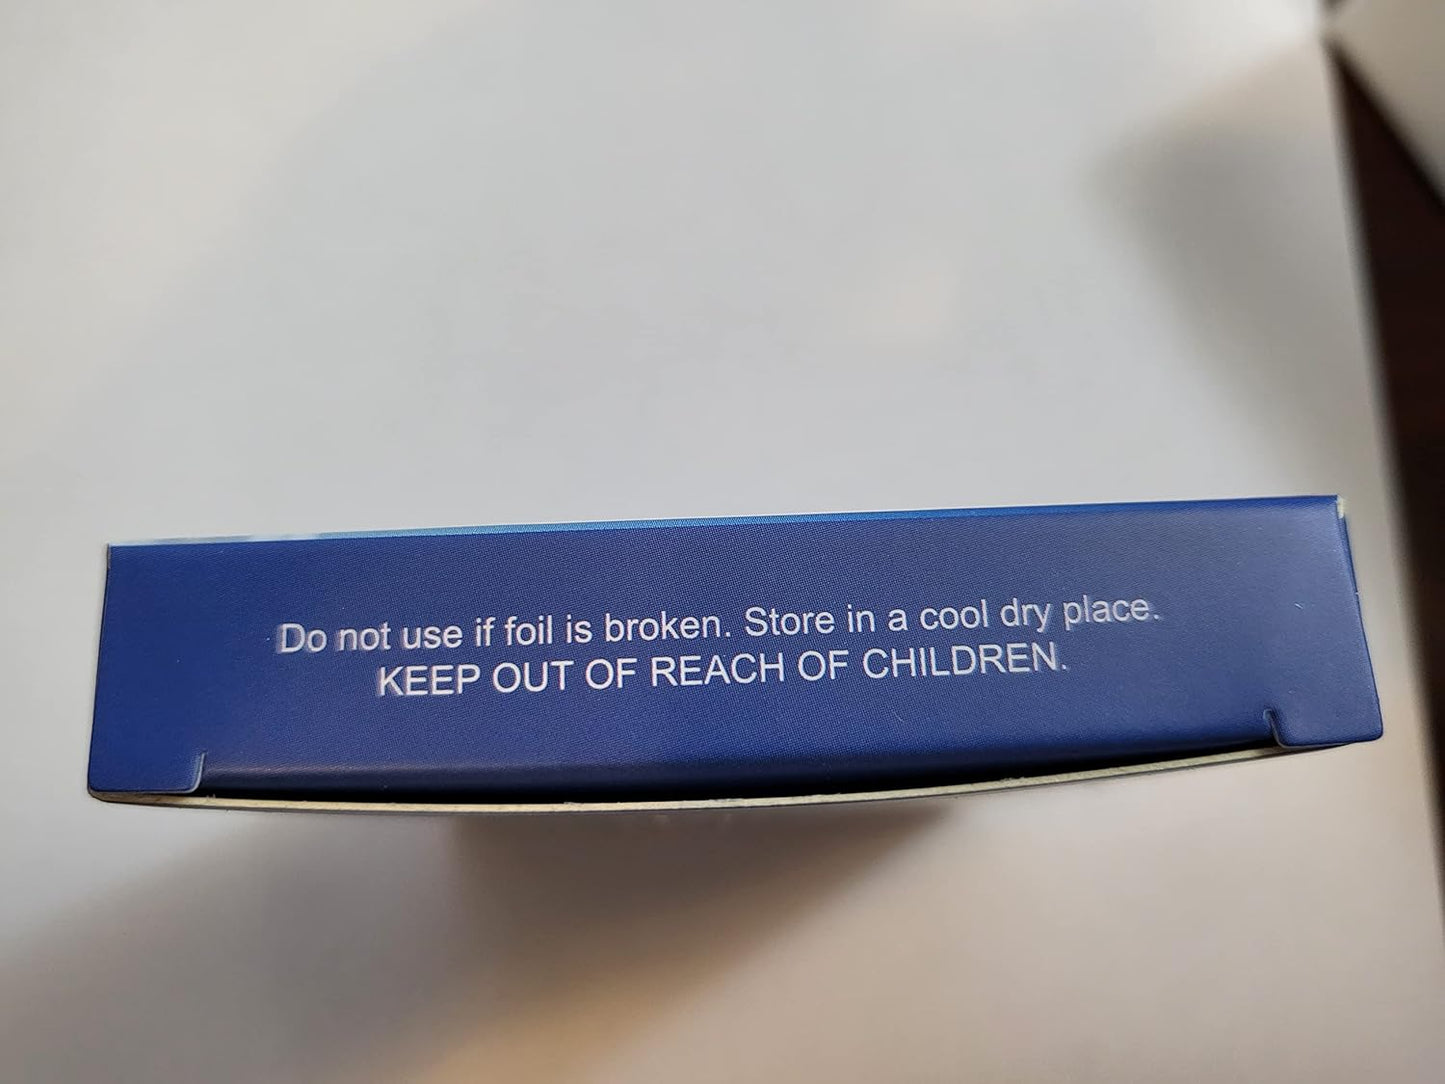 Do not use if foil is broken. Store in a cool dry place.
KEEP OUT OF REACH OF CHILDREN.